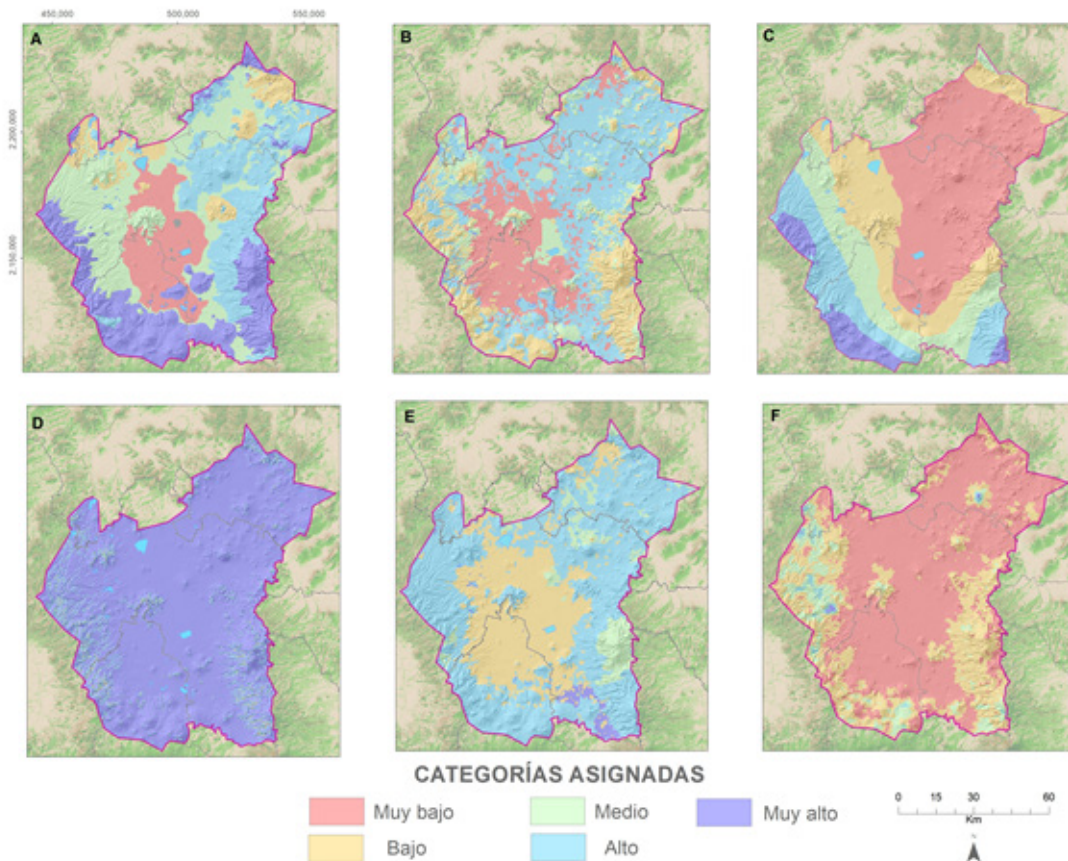 450,000 500,000 550,000
A B C
2,200,000
2,150,000
D E F
CATEGORÍAS ASIGNADAS
Muy bajo Medio Muy alto
Bajo Alto
0 15 30 60
Km
N